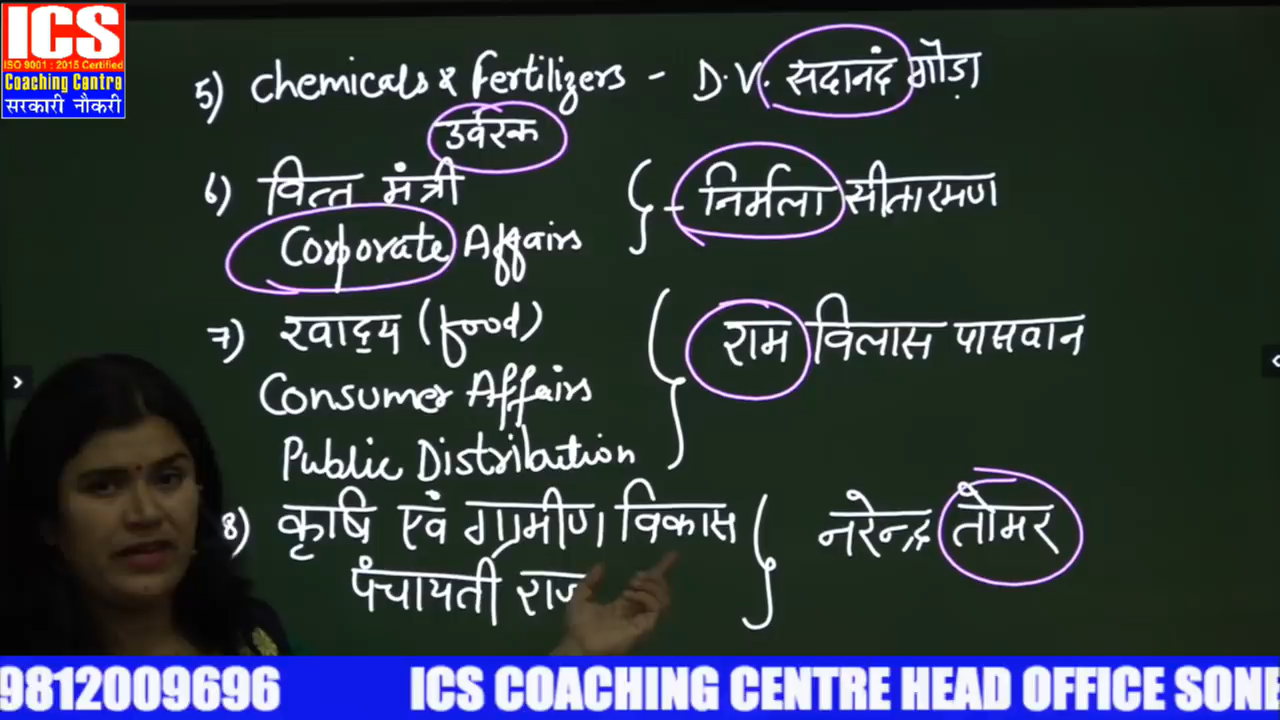 ICS
ISO 9001 : 2015 Certified
Coaching Centre
सरकारी नौकरी
5) Chemicals & Fertilizers - D.V. सदानंद गौड़ा
उर्वरक
6) वित्त मंत्री
Corporate Affairs } - निर्मला सीतारमण
7) खाद्य (food)
Consumer Affairs
Public Distribution } राम विलास पासवान
8) कृषि एवं ग्रामीण विकास
पंचायती राज } नरेन्द्र तोमर
9812009696 ICS COACHING CENTRE HEAD OFFICE SONE